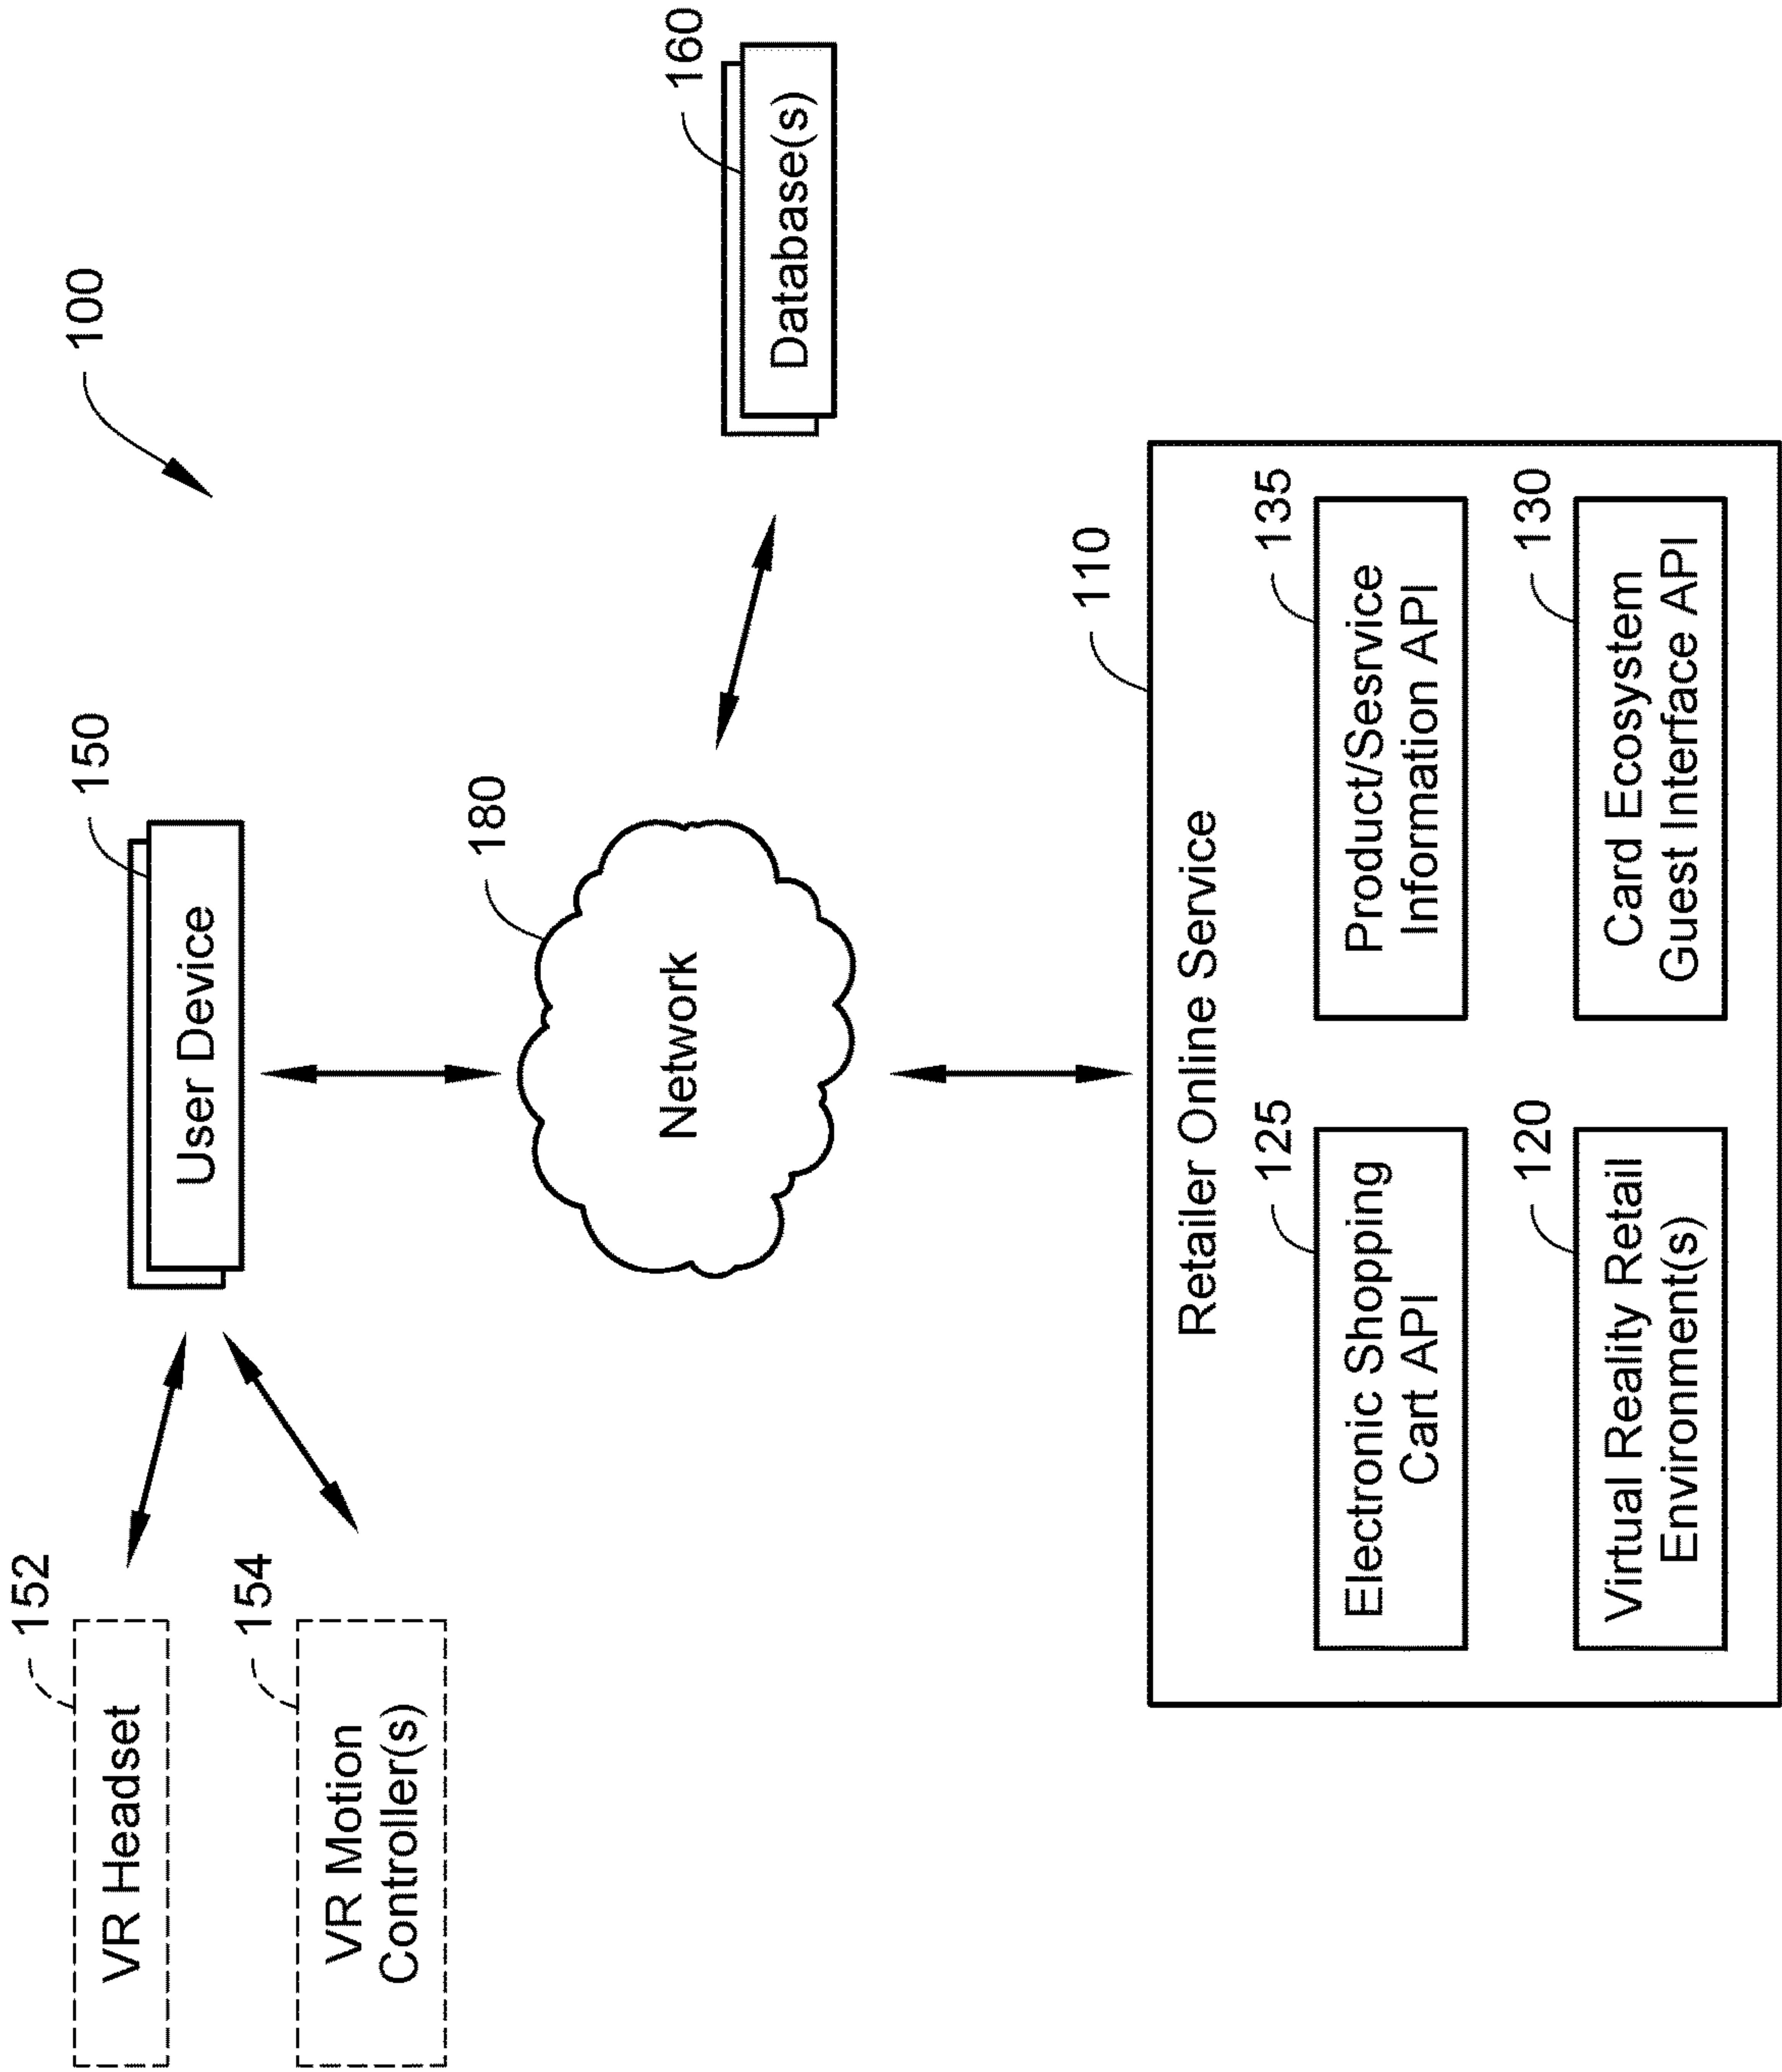 100
152
VR Headset
154
VR Motion
Controller(s)
150
User Device
180
Network
160
Database(s)
110
Retailer Online Service
125
Electronic Shopping
Cart API
135
Product/Sesrvice
Information API
120
Virtual Reality Retail
Environment(s)
130
Card Ecosystem
Guest Interface API